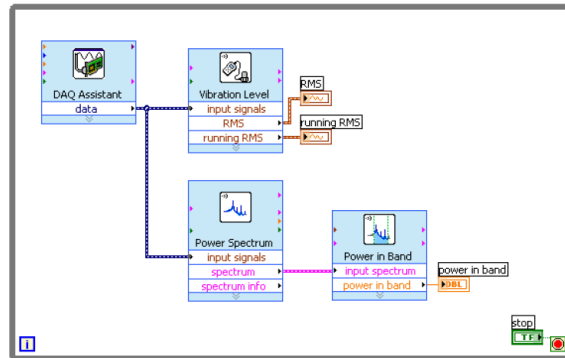 DAQ Assistant
data
Vibration Level
input signals
RMS
running RMS
RMS
running RMS
Power Spectrum
input signals
spectrum
spectrum info
Power in Band
input spectrum
power in band
power in band
DBL
stop
TF
i